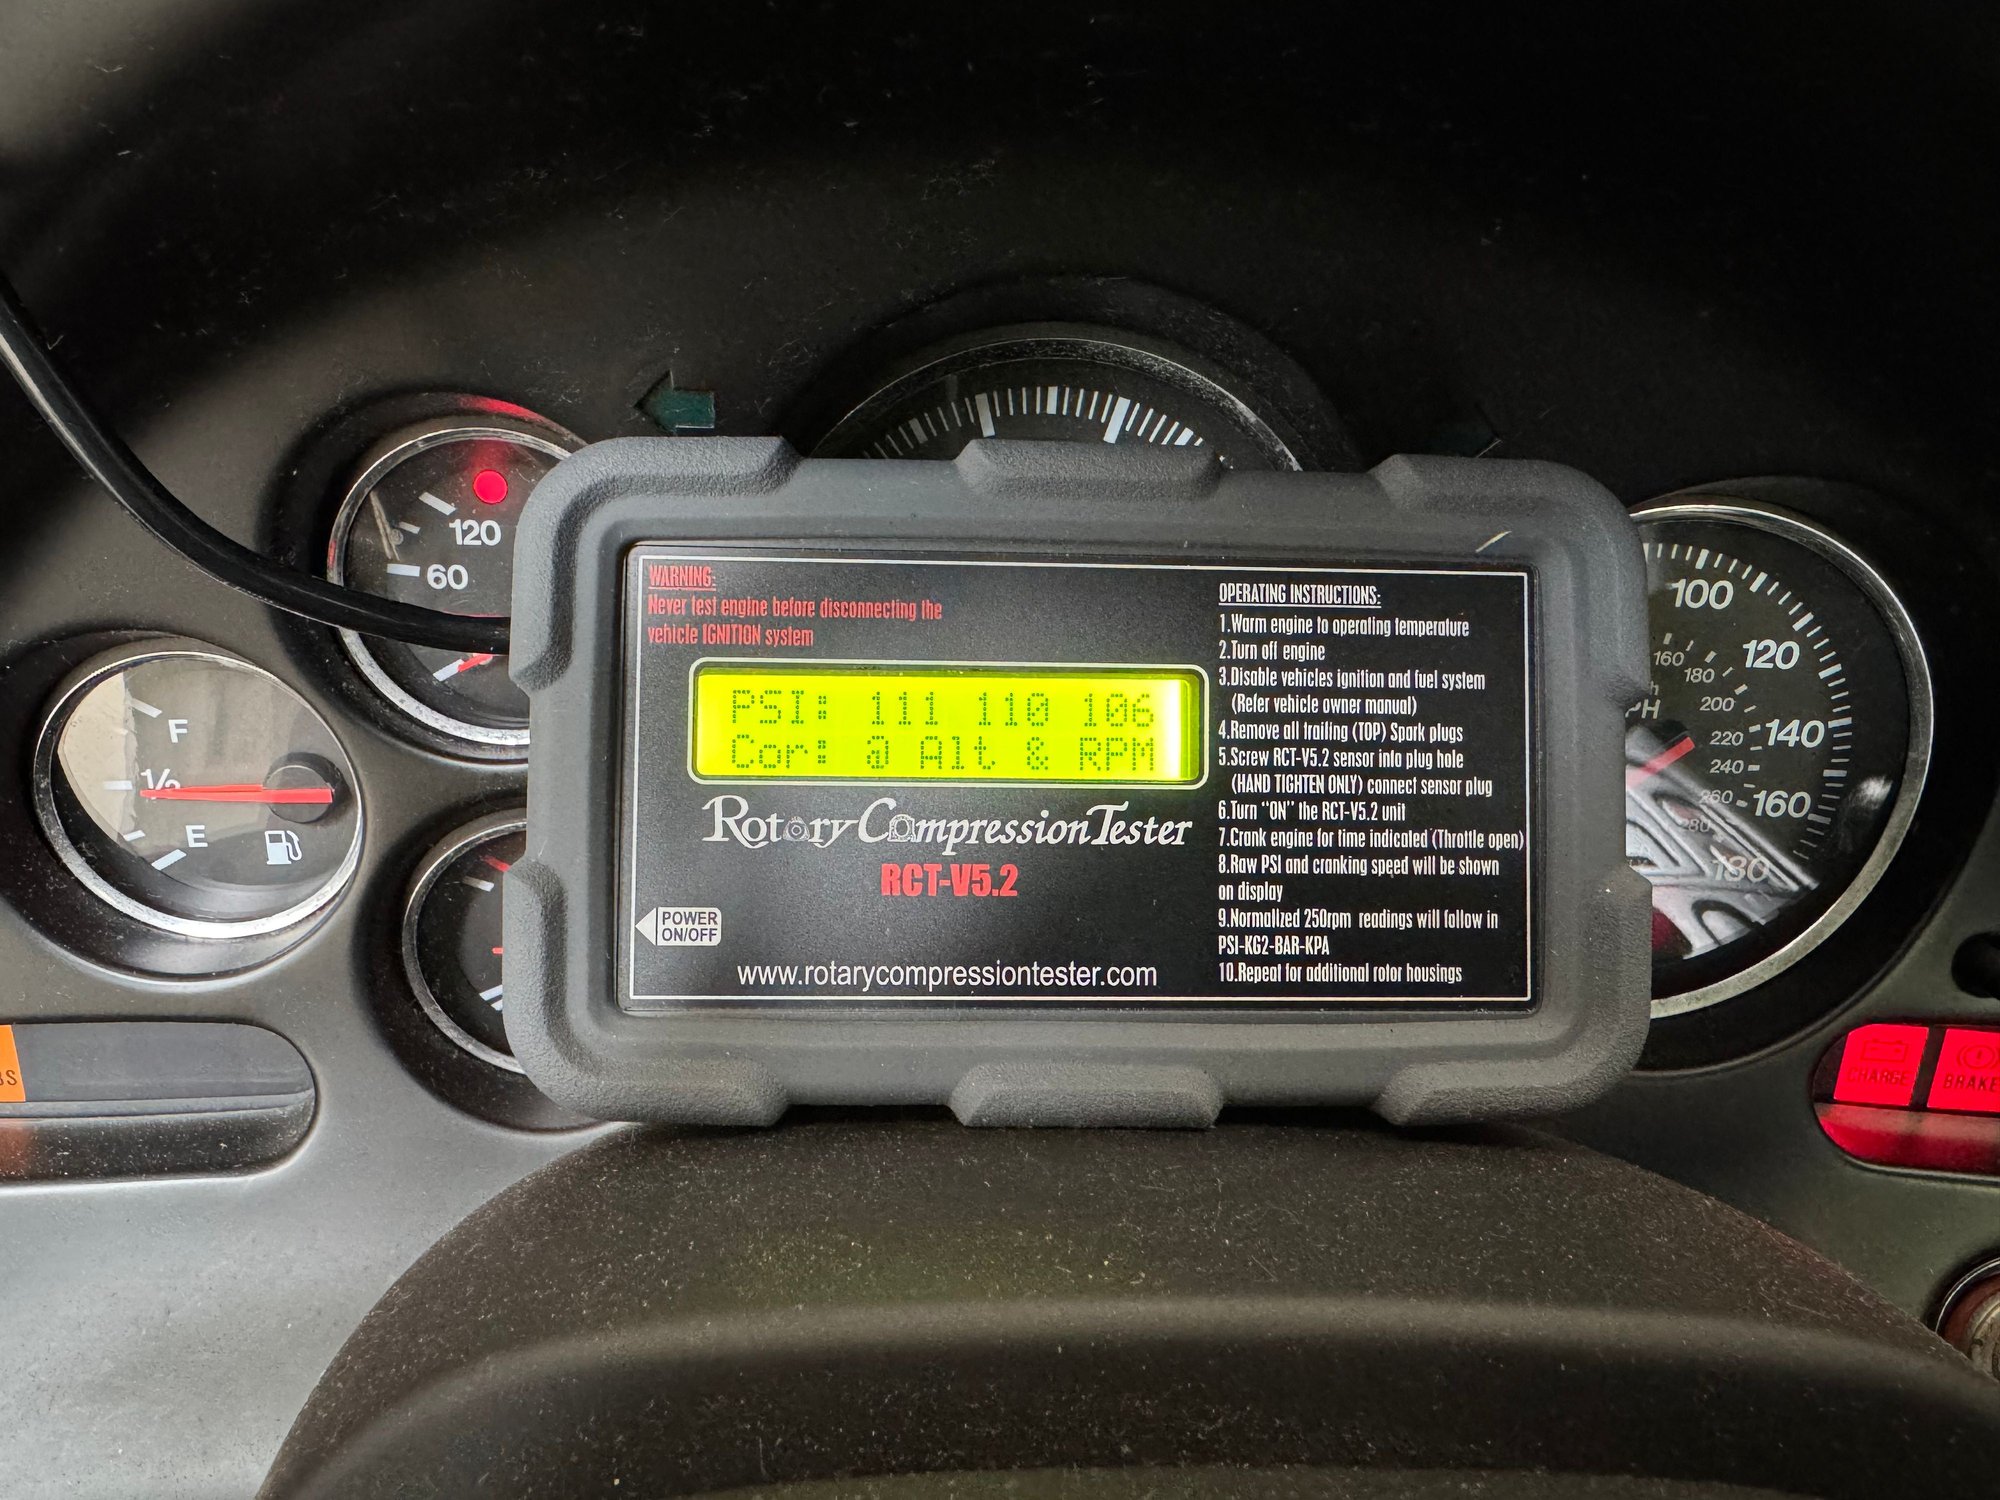 120
60
F
1/2
E
WARNING:
Never test engine before disconnecting the
vehicle IGNITION system
PSI: 111 110 106
Cor: a Alt & RPM
Rotary Compression Tester
RCT-V5.2
POWER
ON/OFF
www.rotarycompressiontester.com
OPERATING INSTRUCTIONS:
1.Warm engine to operating temperature
2.Turn off engine
3.Disable vehicles ignition and fuel system
(Refer vehicle owner manual)
4.Remove all trailing (TOP) Spark plugs
5.Screw RCT-V5.2 sensor into plug hole
(HAND TIGHTEN ONLY) connect sensor plug
6.Turn "ON" the RCT-V5.2 unit
7.Crank engine for time indicated (Throttle open)
8.Raw PSI and cranking speed will be shown
on display
9.Normalized 250rpm readings will follow in
PSI-KG2-BAR-KPA
10.Repeat for additional rotor housings
100
120
140
160
180
160
180
200
220
240
260
280
CHARGE
BRAKE